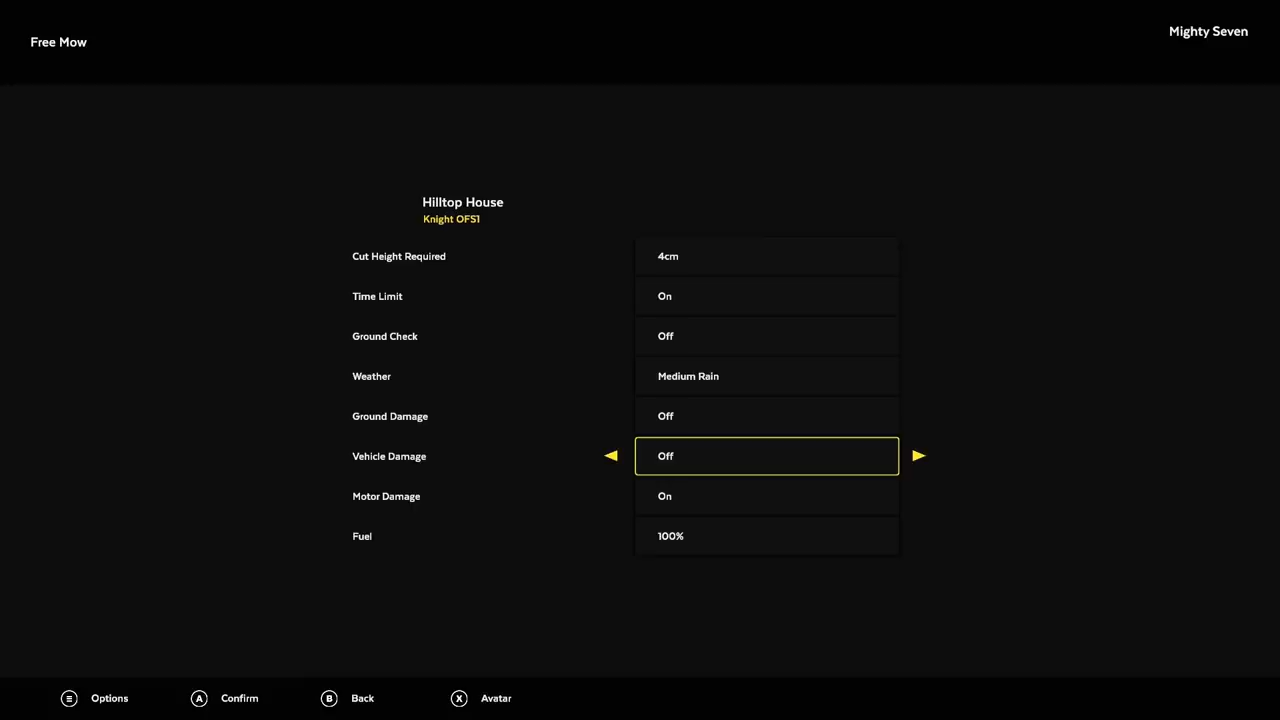 Free Mow
Mighty Seven
Hilltop House
Knight OFS1
Cut Height Required 4cm
Time Limit On
Ground Check Off
Weather Medium Rain
Ground Damage Off
Vehicle Damage Off
Motor Damage On
Fuel 100%
Options A Confirm B Back X Avatar